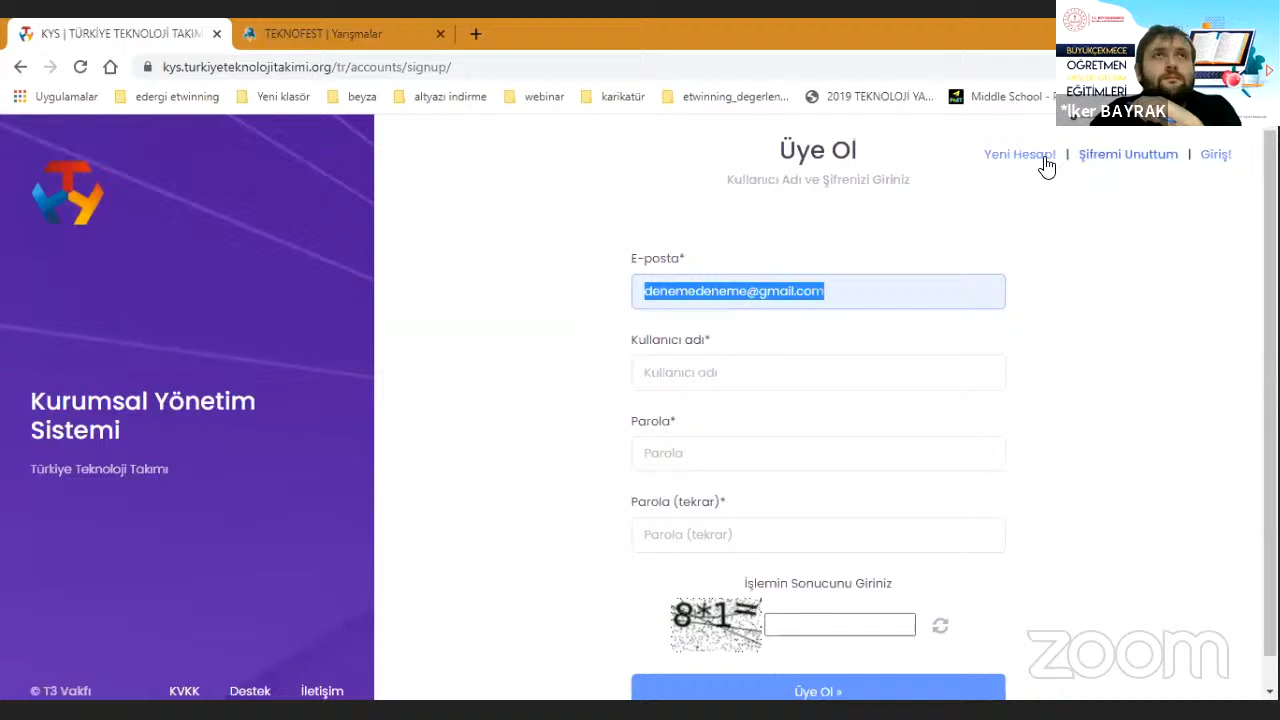 KYS | TÜRKİYE TEKNOLOJİ TAKIM
TEKNOFEST | Yarışmalar
kys.turkiyeteknolojitakimi.org/tr/accounts/signup/
Uygulamalar
edergi etwinning
Yeni klasör
beyza
altyazı indirme
webinar
karikatür
etwinning_degerlen...
2019 TEKNOLOJİ YA...
Middle School -
BÜYÜKÇEKMECE
ÖĞRETMEN
EĞİTİMLERİ
*lker BAYRAK
Üye Ol
Kullanıcı Adı ve Şifrenizi Giriniz
Yeni Hesap! | Şifremi Unuttum | Giriş!
E-posta*
denemedeneme@gmail.com
Kullanıcı adı*
Kullanıcı adı
Parola*
Parola
Parola (tekrar)*
Parola (tekrar)
İşlemin Sonucunu Giriniz
8*1=
Üye Ol »
Kurumsal Yönetim
Sistemi
Türkiye Teknoloji Takımı
© T3 Vakfı
KVKK
Destek
İletişim
zoom